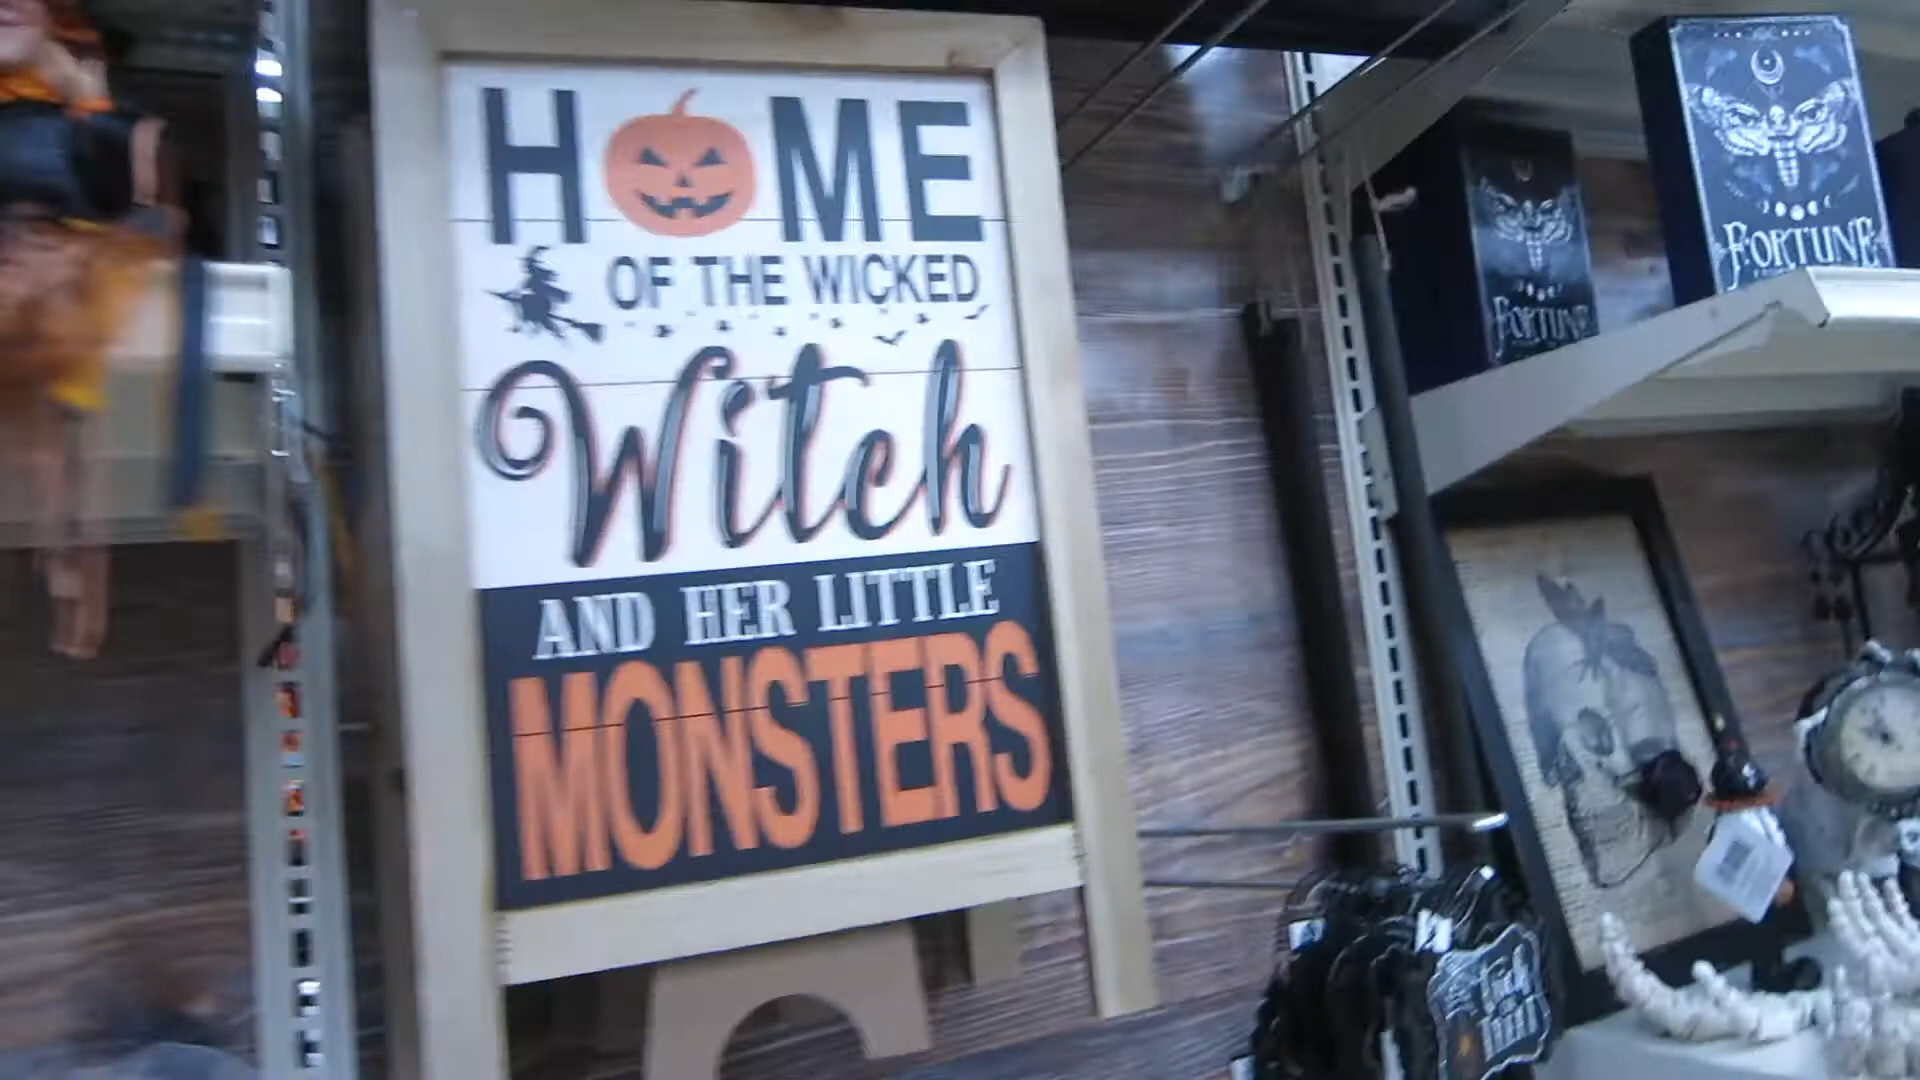 HOME
OF THE WICKED
Witch
AND HER LITTLE
MONSTERS
FORTUNE
FORTUNE